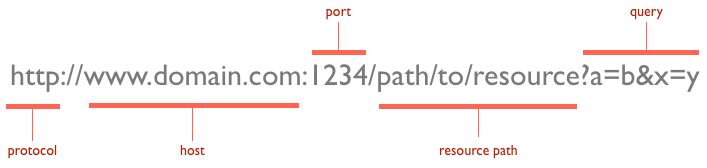 port
query
http://www.domain.com:1234/path/to/resource?a=b&x=y
protocol
host
resource path